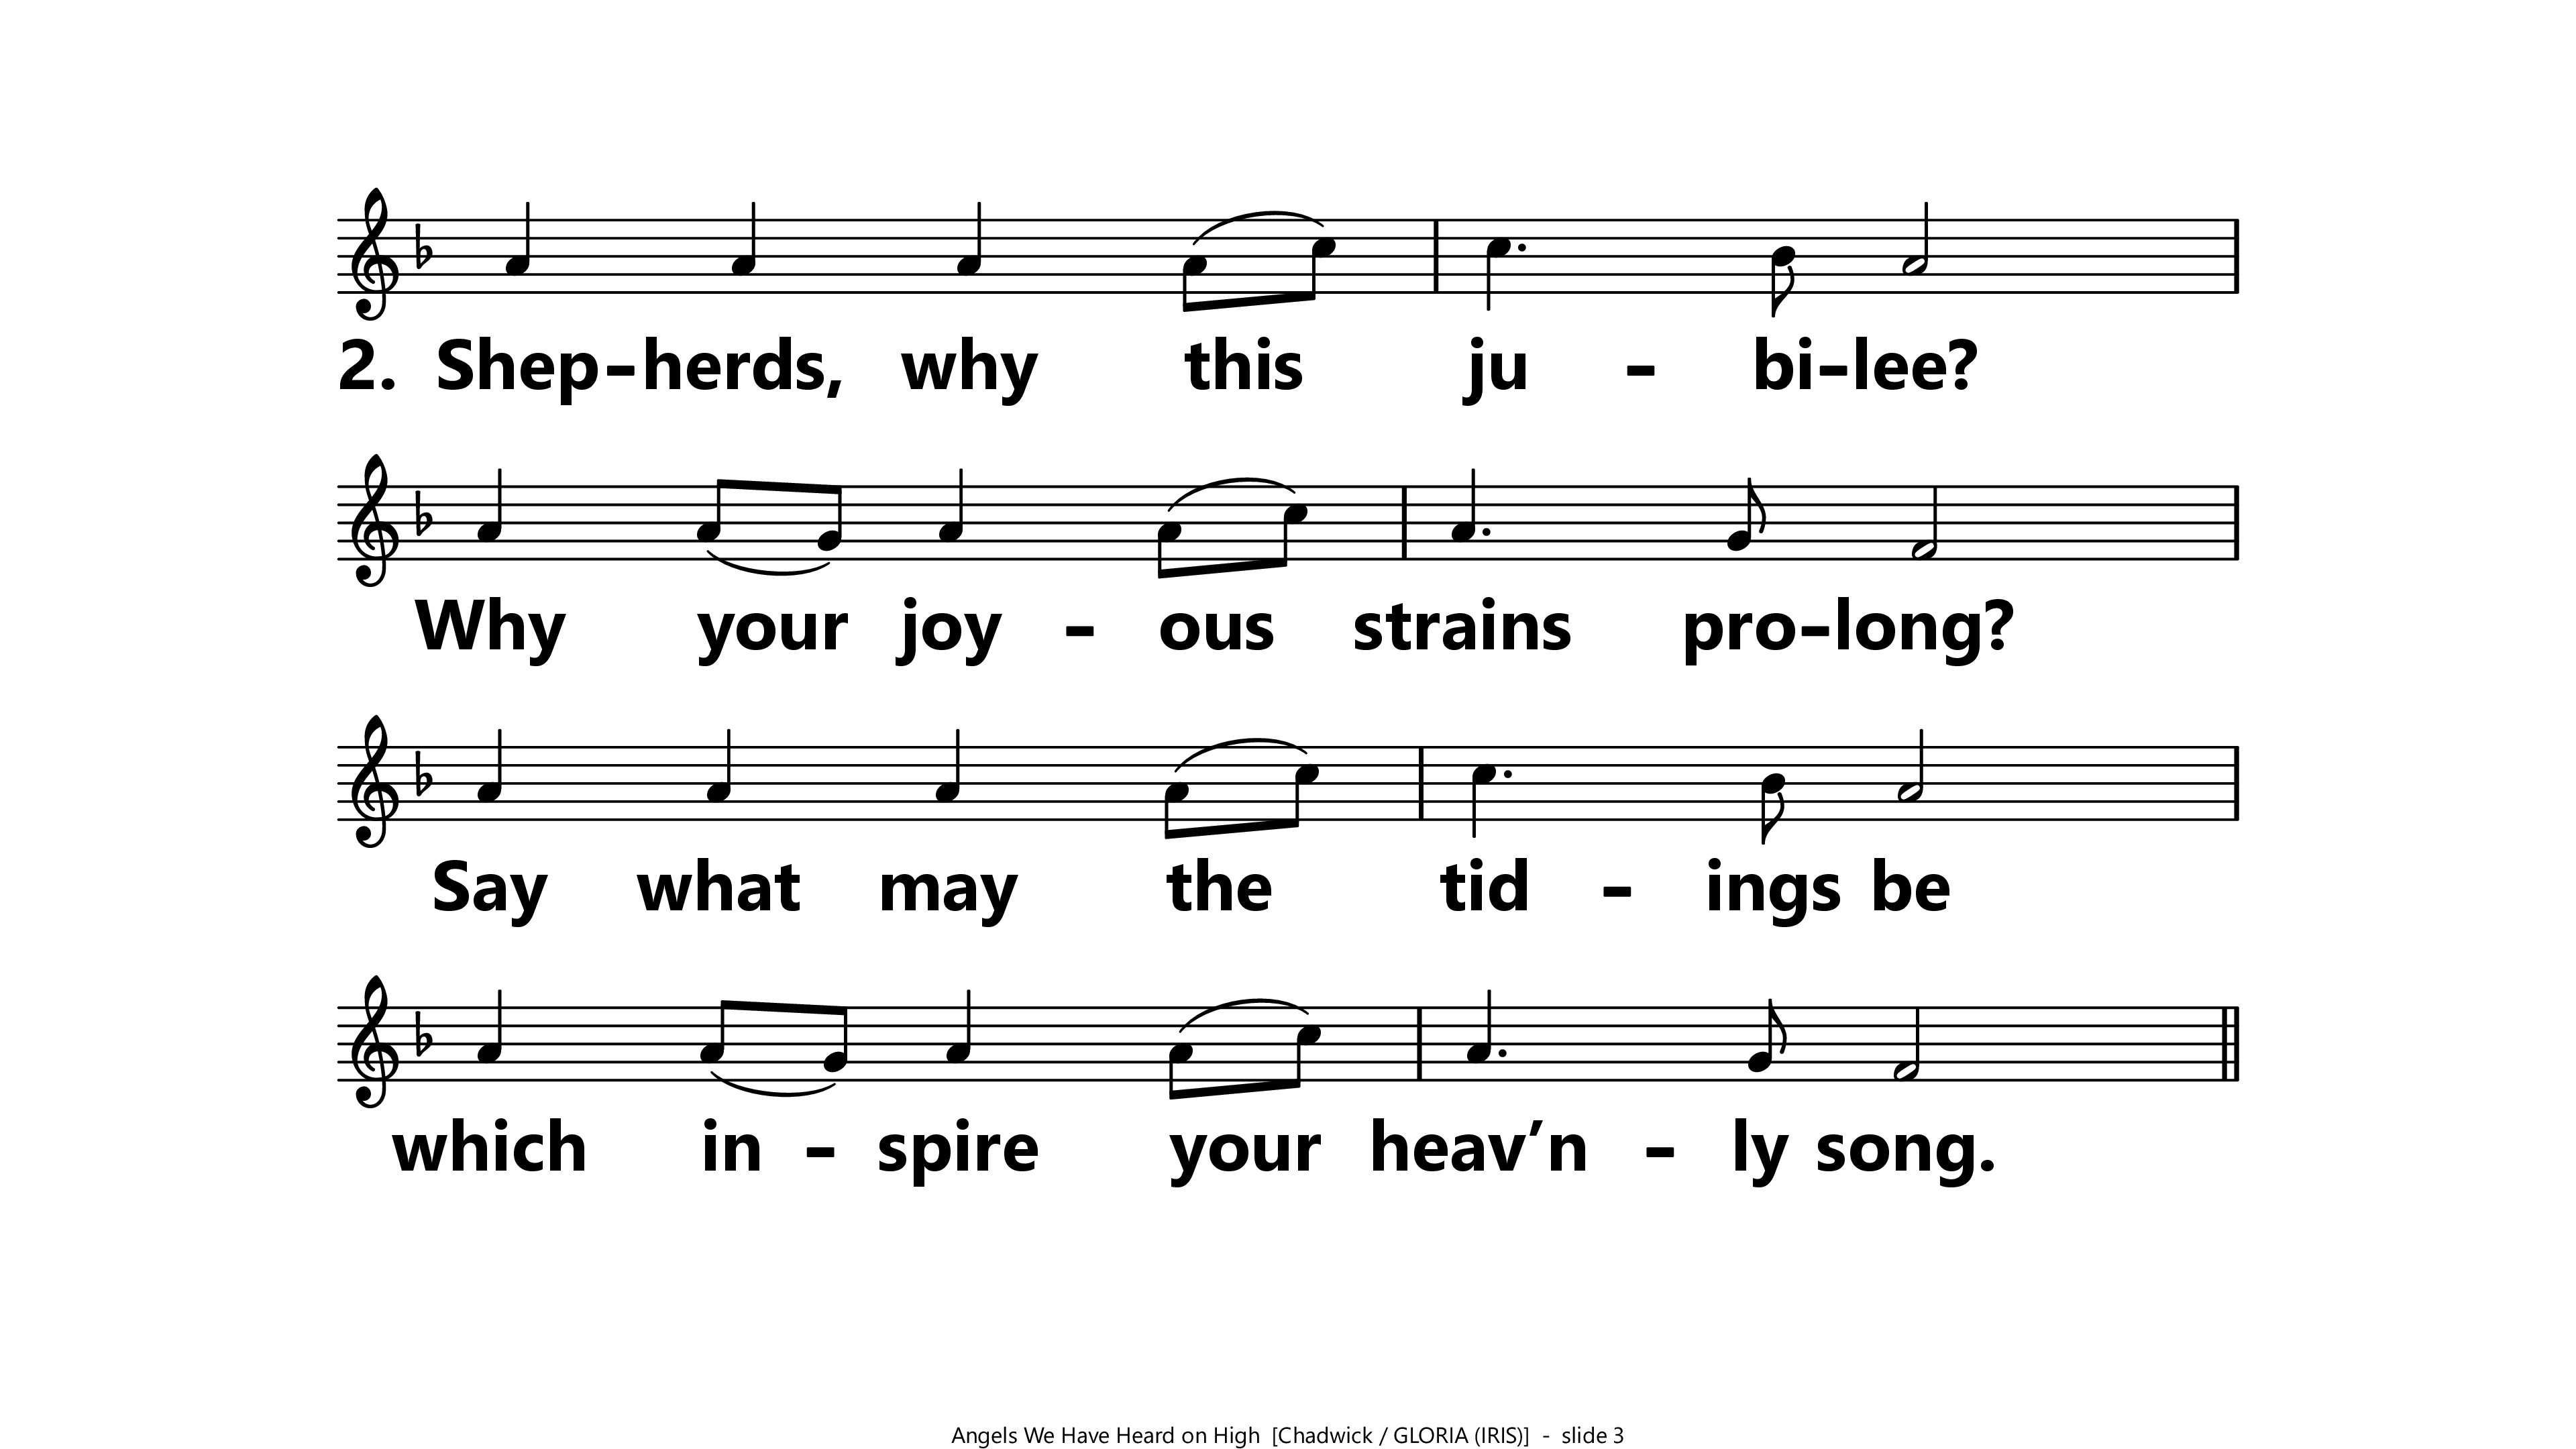 2. Shep-herds, why this ju - bi-lee?
Why your joy - ous strains pro-long?
Say what may the tid - ings be
which in - spire your heav’n - ly song.
Angels We Have Heard on High [Chadwick / GLORIA (IRIS)] - slide 3